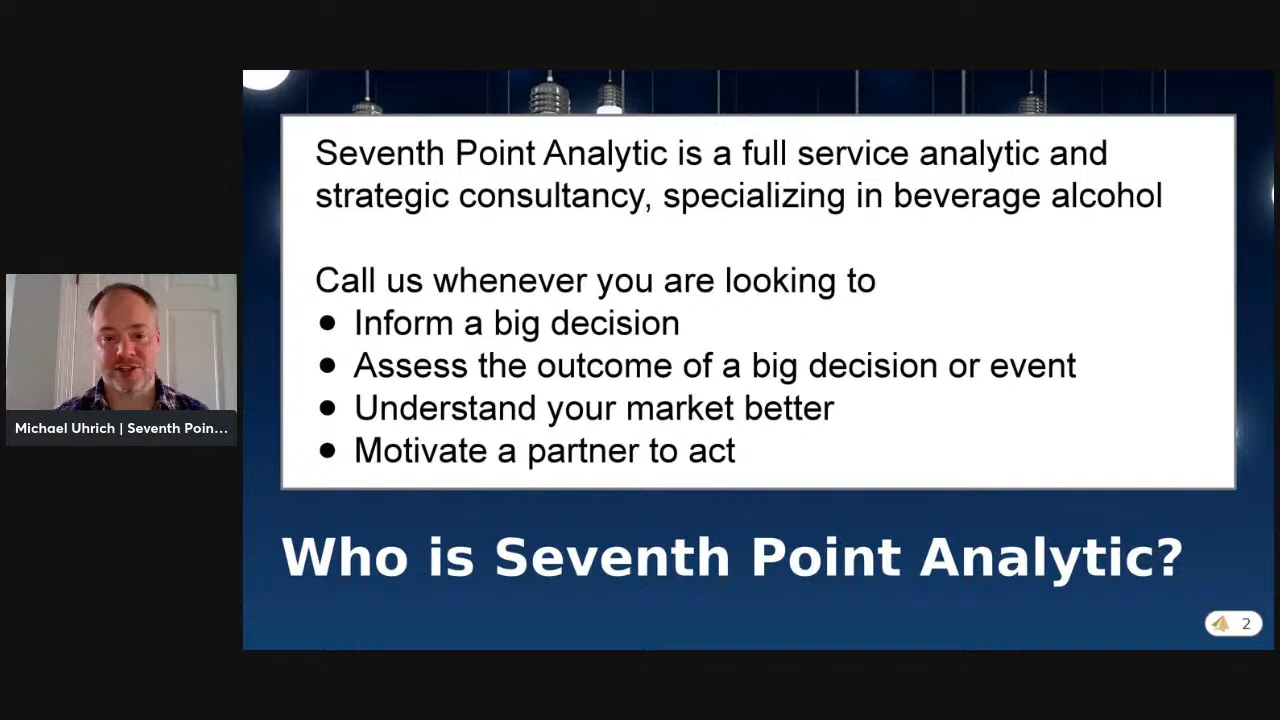 Seventh Point Analytic is a full service analytic and
strategic consultancy, specializing in beverage alcohol
Call us whenever you are looking to
● Inform a big decision
● Assess the outcome of a big decision or event
● Understand your market better
● Motivate a partner to act
Michael Uhrich | Seventh Poin...
Who is Seventh Point Analytic?
2